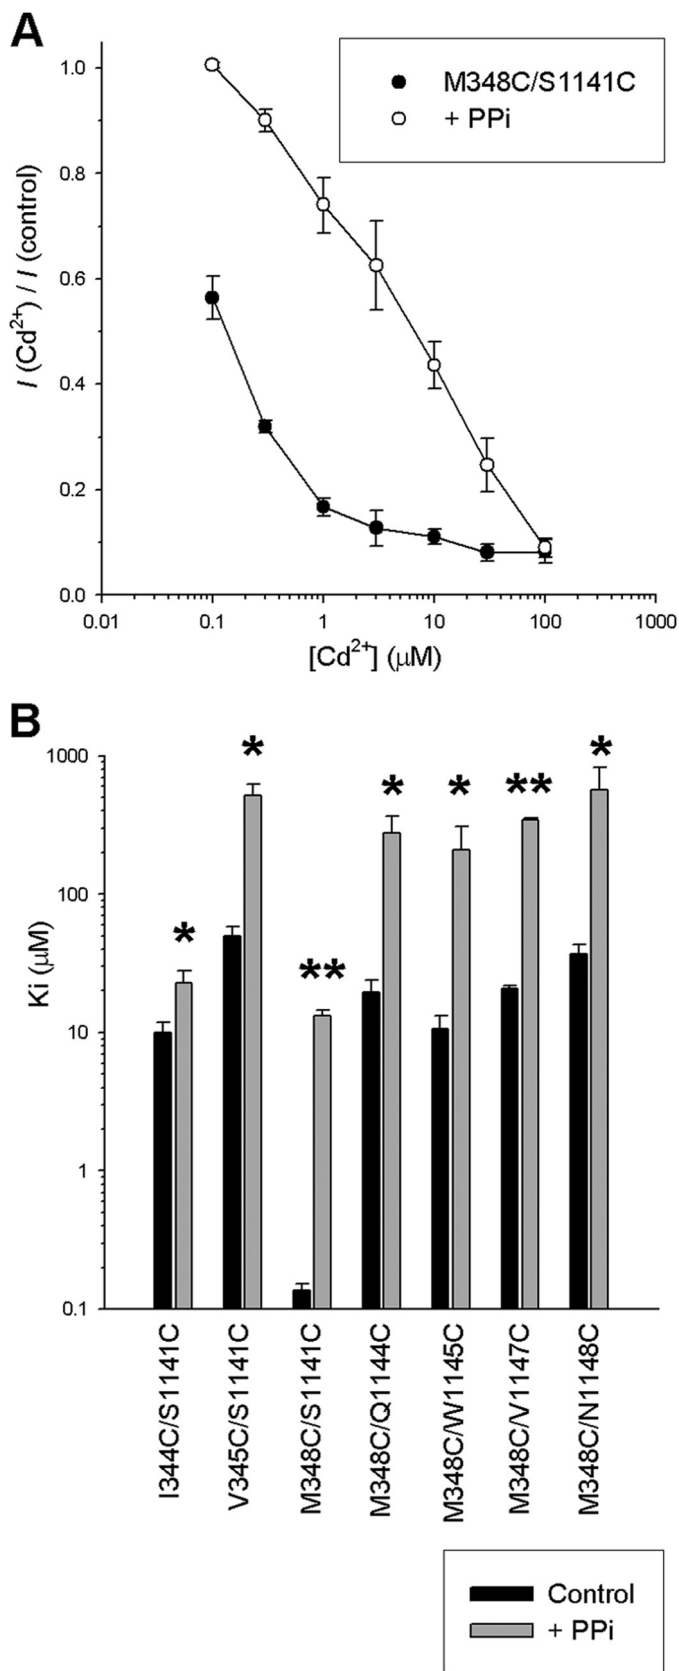 A
M348C/S1141C
+ PPi
I (Cd²⁺) / I (control)
1.0
0.8
0.6
0.4
0.2
0.0
0.01 0.1 1 10 100 1000
[Cd²⁺] (μM)
B
Ki (μM)
1000
100
10
1
0.1
* * ** * * ** *
I344C/S1141C
V345C/S1141C
M348C/S1141C
M348C/Q1144C
M348C/W1145C
M348C/V1147C
M348C/N1148C
Control
+ PPi